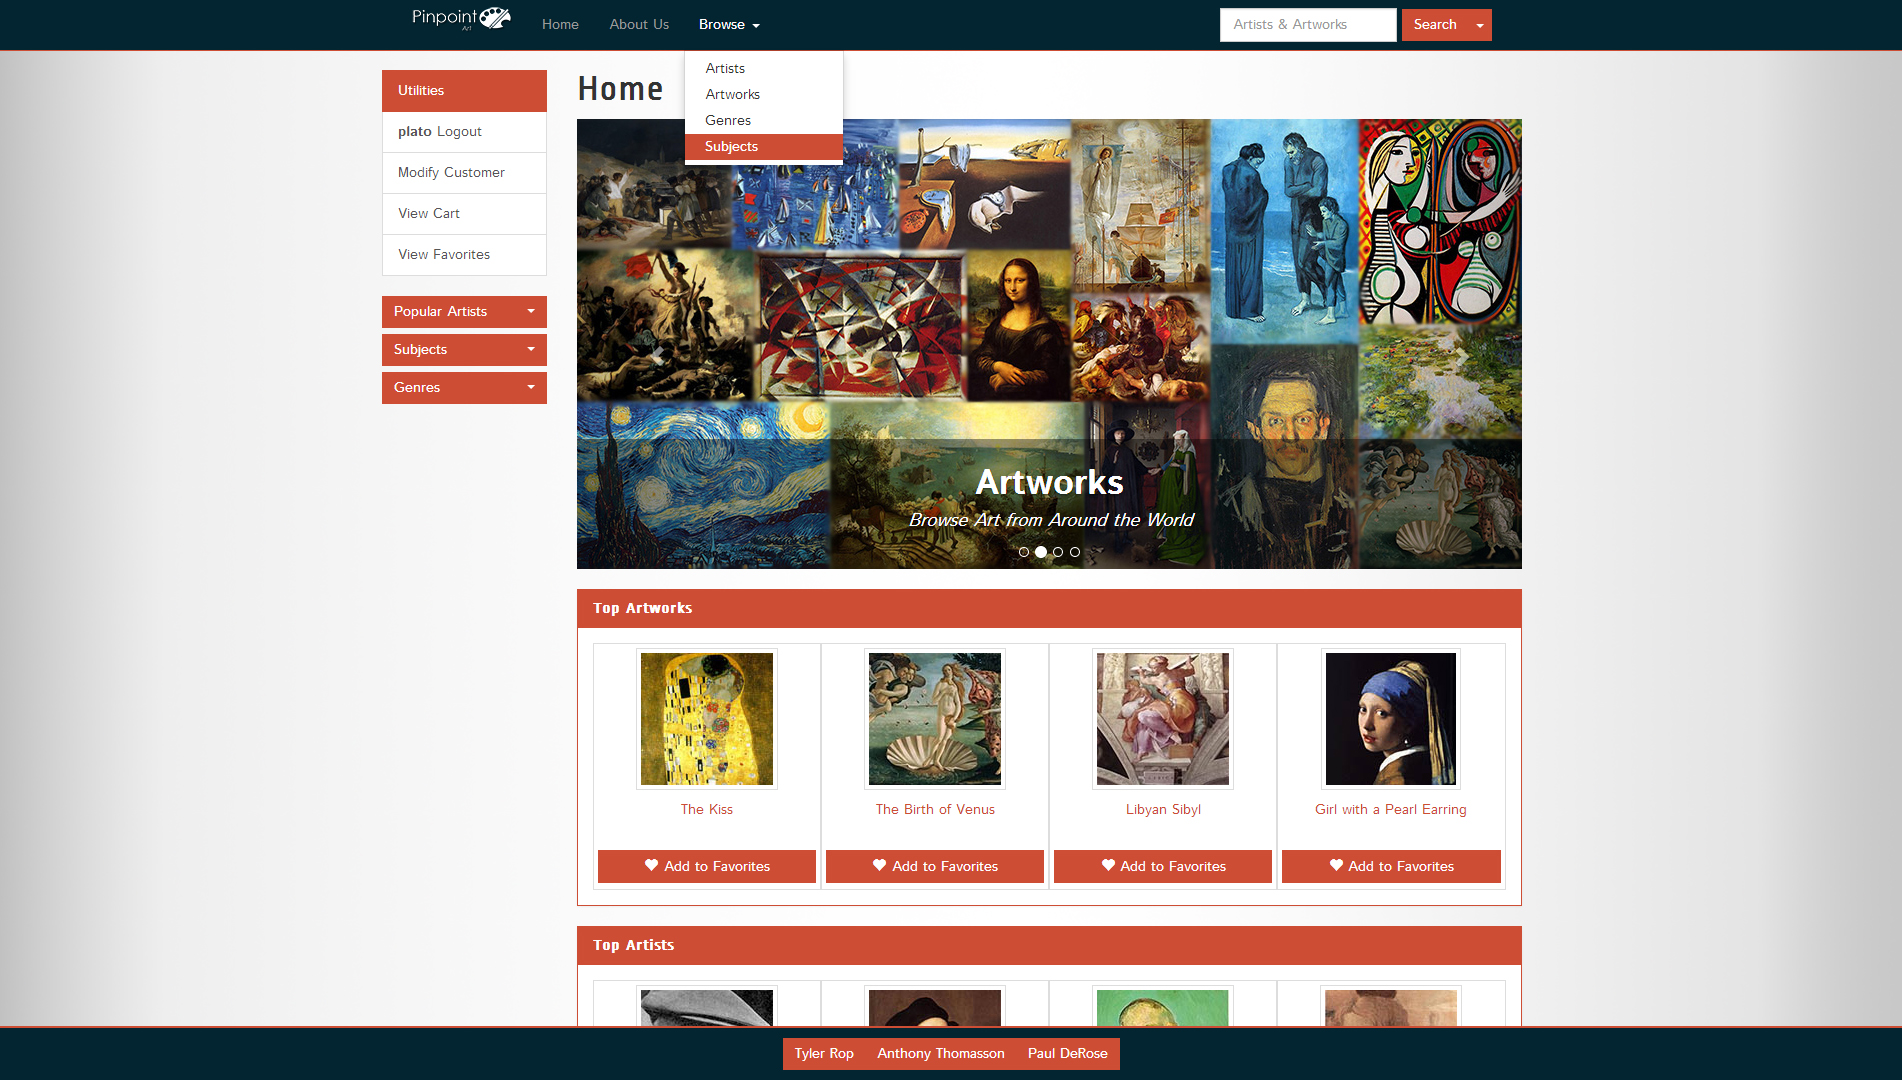 Pinpoint
Art
Home
About Us
Browse
Artists & Artworks
Search
Artists
Artworks
Genres
Subjects
Utilities
plato Logout
Modify Customer
View Cart
View Favorites
Popular Artists
Subjects
Genres
Home
Artworks
Browse Art from Around the World
Top Artworks
The Kiss
The Birth of Venus
Libyan Sibyl
Girl with a Pearl Earring
Add to Favorites
Add to Favorites
Add to Favorites
Add to Favorites
Top Artists
Tyler Rop
Anthony Thomasson
Paul DeRose